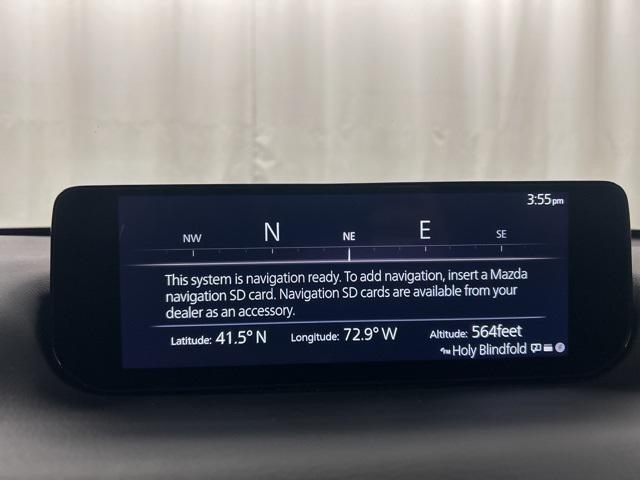 3:55pm
NW N NE E SE
This system is navigation ready. To add navigation, insert a Mazda
navigation SD card. Navigation SD cards are available from your
dealer as an accessory.
Latitude: 41.5° N Longitude: 72.9° W Altitude: 564feet
Holy Blindfold